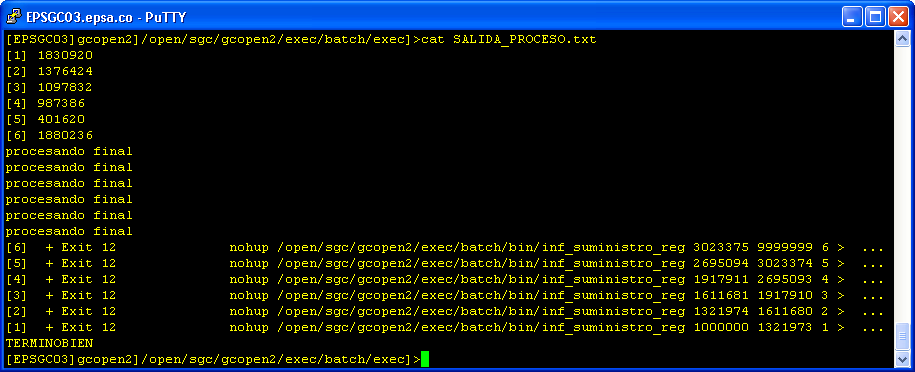 EPSGC03.epsa.co - PuTTY
[EPSGC03]gcopen2]/open/sgc/gcopen2/exec/batch/exec]>cat SALIDA_PROCESO.txt
[1] 1830920
[2] 1376424
[3] 1097832
[4] 987386
[5] 401620
[6] 1880236
procesando final
procesando final
procesando final
procesando final
procesando final
procesando final
[6]  + Exit 12              nohup /open/sgc/gcopen2/exec/batch/bin/inf_suministro_reg 3023375 9999999 6 >  ...
[5]  + Exit 12              nohup /open/sgc/gcopen2/exec/batch/bin/inf_suministro_reg 2695094 3023374 5 >  ...
[4]  + Exit 12              nohup /open/sgc/gcopen2/exec/batch/bin/inf_suministro_reg 1917911 2695093 4 >  ...
[3]  + Exit 12              nohup /open/sgc/gcopen2/exec/batch/bin/inf_suministro_reg 1611681 1917910 3 >  ...
[2]  + Exit 12              nohup /open/sgc/gcopen2/exec/batch/bin/inf_suministro_reg 1321974 1611680 2 >  ...
[1]  + Exit 12              nohup /open/sgc/gcopen2/exec/batch/bin/inf_suministro_reg 1000000 1321973 1 >  ...
TERMINOBIEN
[EPSGC03]gcopen2]/open/sgc/gcopen2/exec/batch/exec]>